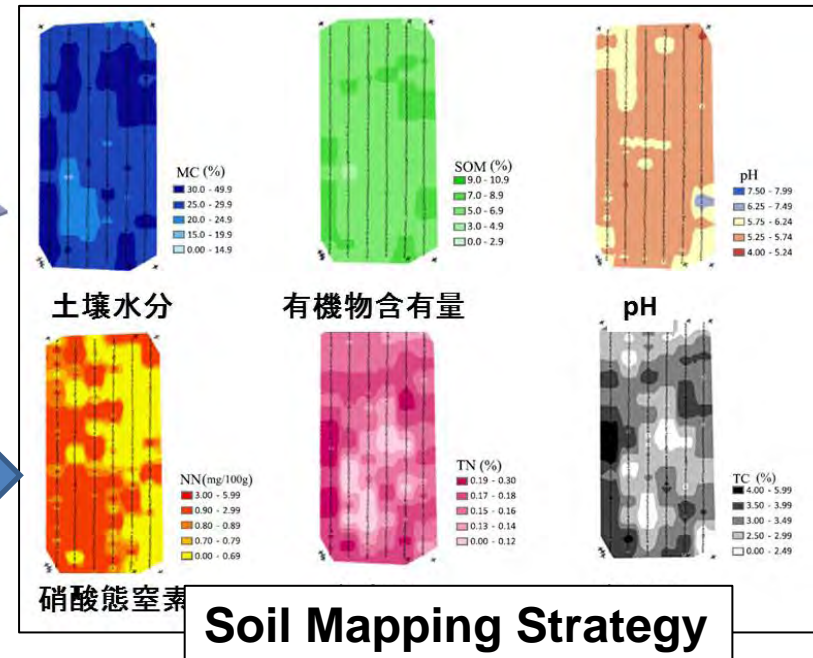 MC (%)
30.0 - 49.9
25.0 - 29.9
20.0 - 24.9
15.0 - 19.9
0.00 - 14.9
土壌水分
SOM (%)
9.0 - 10.9
7.0 - 8.9
5.0 - 6.9
3.0 - 4.9
0.0 - 2.9
有機物含有量
pH
7.50 - 7.99
6.25 - 7.49
5.75 - 6.24
5.25 - 5.74
4.00 - 5.24
pH
NN(mg/100g)
3.00 - 5.99
0.90 - 2.99
0.80 - 0.89
0.70 - 0.79
0.00 - 0.69
硝酸態窒素
TN (%)
0.19 - 0.30
0.17 - 0.18
0.15 - 0.16
0.13 - 0.14
0.00 - 0.12
TC (%)
4.00 - 5.99
3.50 - 3.99
3.00 - 3.49
2.50 - 2.99
0.00 - 2.49
Soil Mapping Strategy